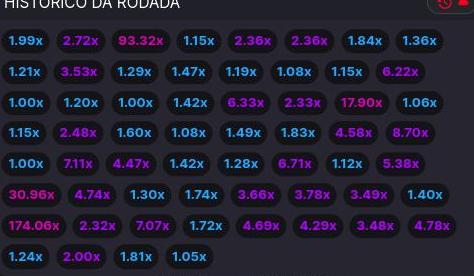 HISTÓRICO DA RODADA
1.99x 2.72x 93.32x 1.15x 2.36x 2.36x 1.84x 1.36x
1.21x 3.53x 1.29x 1.47x 1.19x 1.08x 1.15x 6.22x
1.00x 1.20x 1.00x 1.42x 6.33x 2.33x 17.90x 1.06x
1.15x 2.48x 1.60x 1.08x 1.49x 1.83x 4.58x 8.70x
1.00x 7.11x 4.47x 1.42x 1.28x 6.71x 1.12x 5.38x
30.96x 4.74x 1.30x 1.74x 3.66x 3.78x 3.49x 1.40x
174.06x 2.32x 7.07x 1.72x 4.69x 4.29x 3.48x 4.78x
1.24x 2.00x 1.81x 1.05x